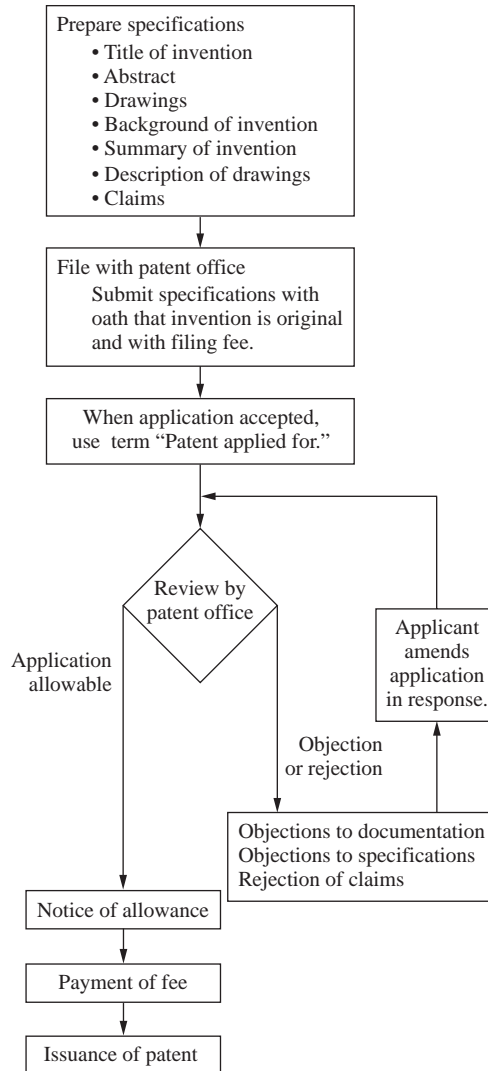 Prepare specifications
• Title of invention
• Abstract
• Drawings
• Background of invention
• Summary of invention
• Description of drawings
• Claims
File with patent office
Submit specifications with
oath that invention is original
and with filing fee.
When application accepted,
use term “Patent applied for.”
Review by
patent office
Application
allowable
Objection
or rejection
Applicant
amends
application
in response.
Objections to documentation
Objections to specifications
Rejection of claims
Notice of allowance
Payment of fee
Issuance of patent